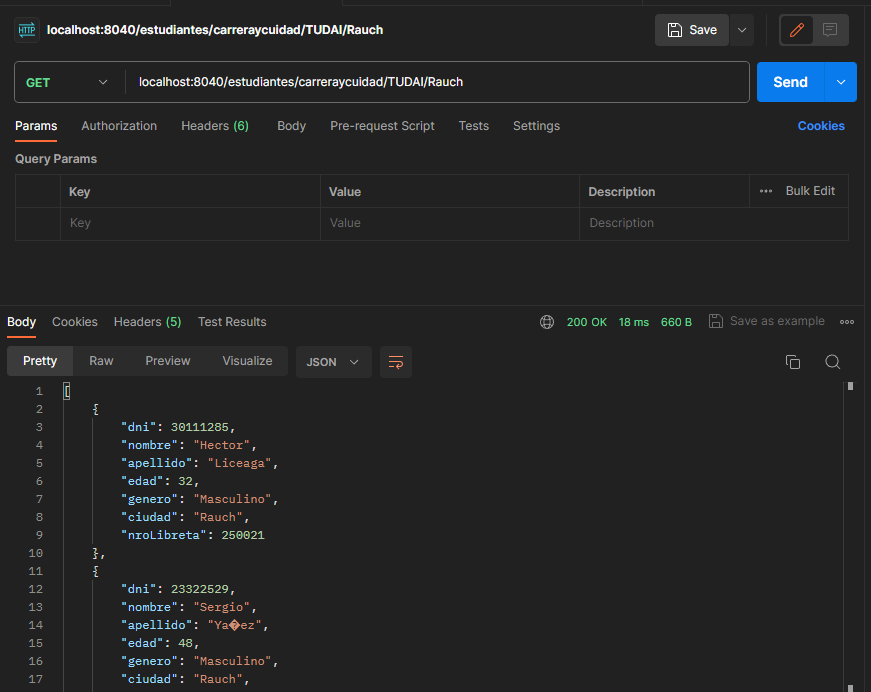 HTTP localhost:8040/estudiantes/carreraycuidad/TUDAI/Rauch Save
GET localhost:8040/estudiantes/carreraycuidad/TUDAI/Rauch Send
Params Authorization Headers (6) Body Pre-request Script Tests Settings Cookies
Query Params
Key Value Description ••• Bulk Edit
Key Value Description
Body Cookies Headers (5) Test Results 200 OK 18 ms 660 B Save as example
Pretty Raw Preview Visualize JSON
1 [
2 {
3 "dni": 30111285,
4 "nombre": "Hector",
5 "apellido": "Liceaga",
6 "edad": 32,
7 "genero": "Masculino",
8 "ciudad": "Rauch",
9 "nroLibreta": 250021
10 },
11 {
12 "dni": 23322529,
13 "nombre": "Sergio",
14 "apellido": "Ya�ez",
15 "edad": 48,
16 "genero": "Masculino",
17 "ciudad": "Rauch",